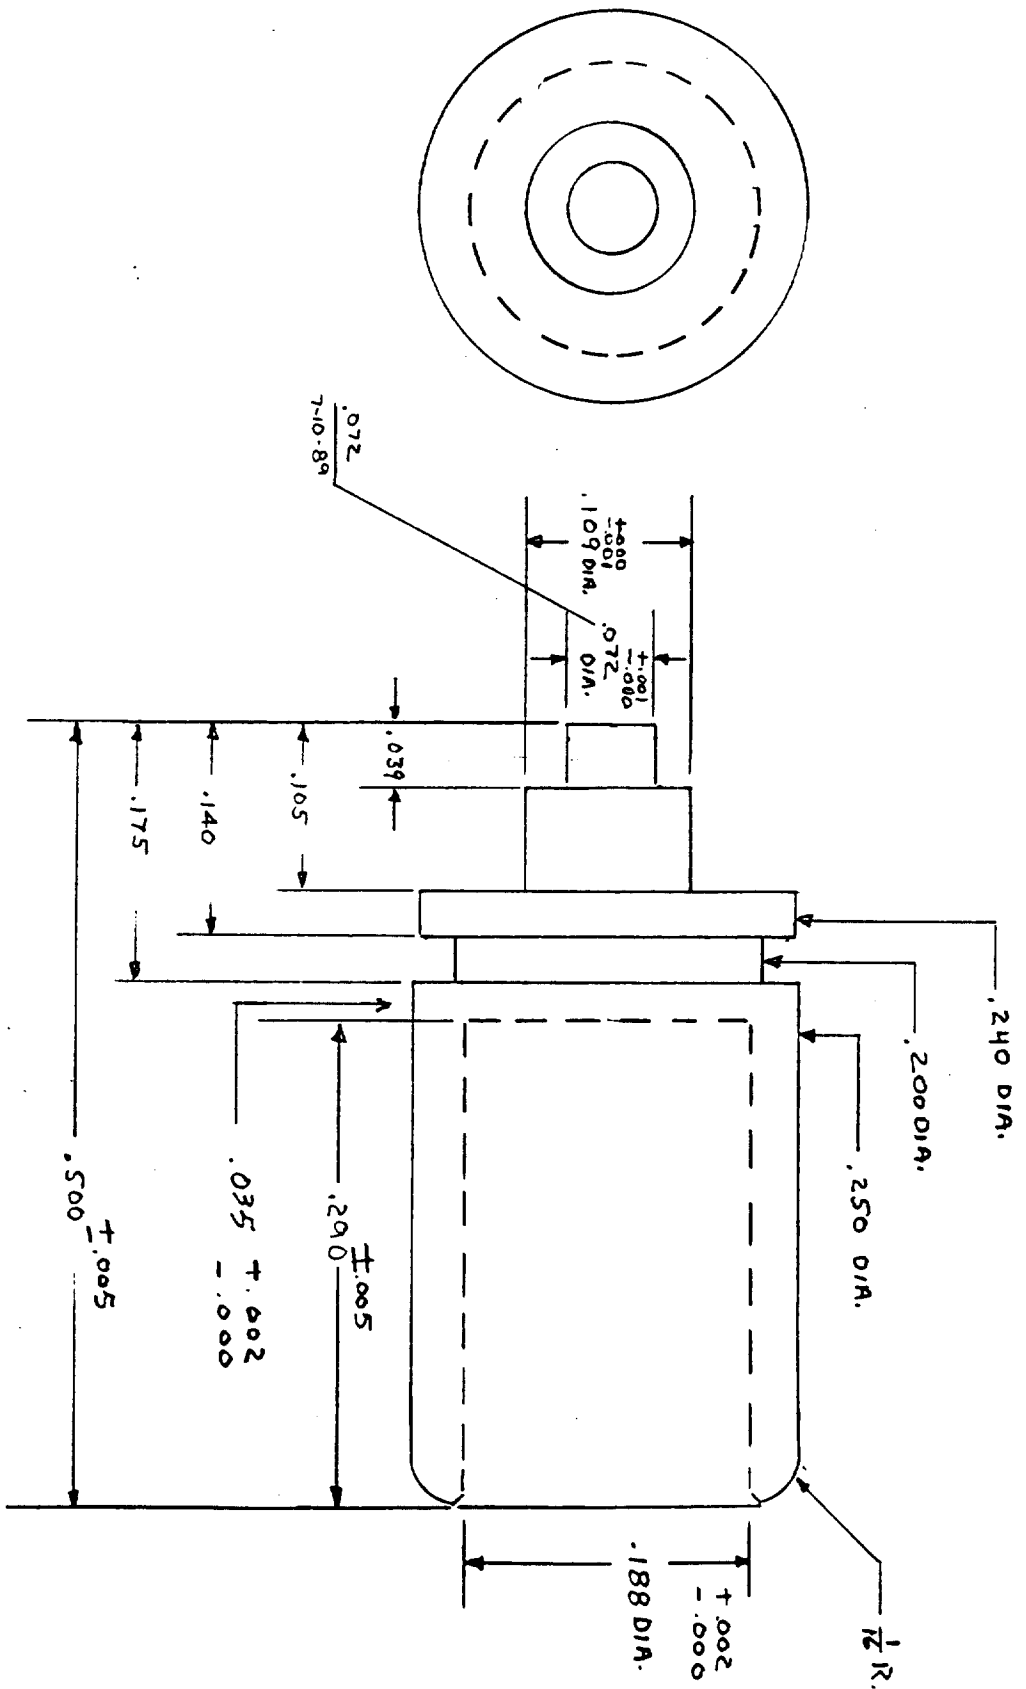 .072
7-10-89
+.000
-.001
.109 DIA.
+.001
-.000
.072
DIA.
.039
.105
.140
.175
.240 DIA.
.200 DIA.
.250 DIA.
.035 +.002
-.000
±.005
.290
±.005
.500
+.002
-.000
.188 DIA.
1/16 R.